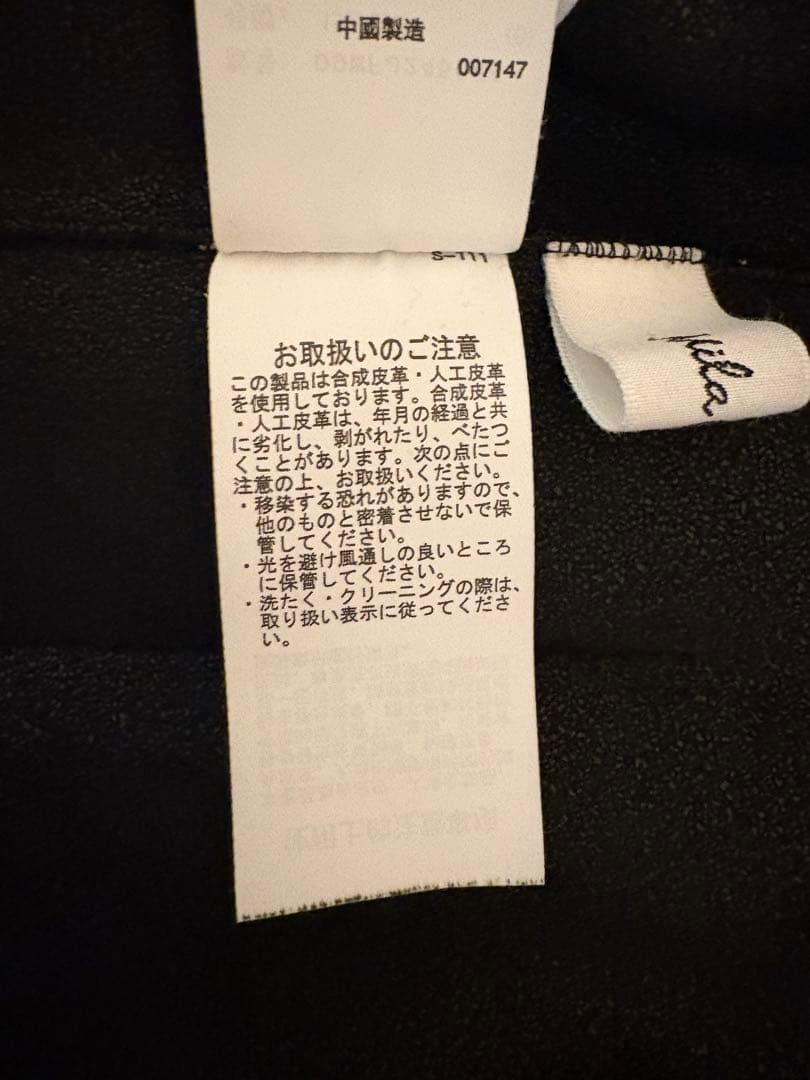 中國製造
007147
S-111
お取扱いのご注意
この製品は合成皮革・人工皮革
を使用しております。合成皮革
・人工皮革は、年月の経過と共
に劣化し、剥がれたり、べたつ
くことがあります。次の点にご
注意の上、お取扱いください。
・移染する恐れがありますので、
他のものと密着させないで保
管してください。
・光を避け風通しの良いところ
に保管してください。
・洗たく・クリーニングの際は、
取り扱い表示に従ってくださ
い。
Mila